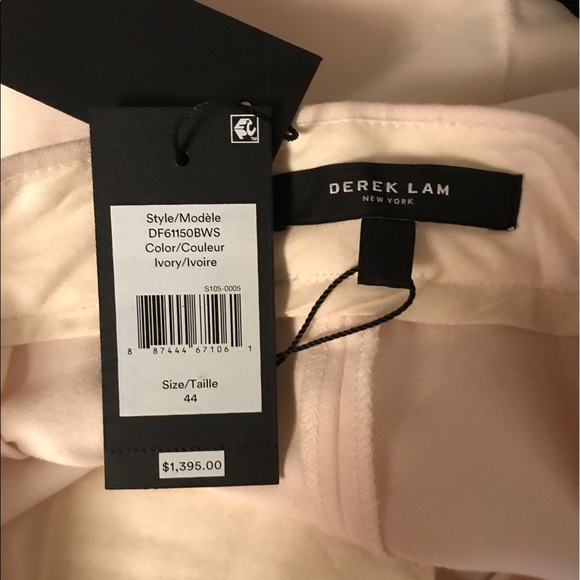 DEREK LAM
NEW YORK
Style/Modèle
DF61150BWS
Color/Couleur
Ivory/Ivoire
S105-0005
8 87444 67106 1
Size/Taille
44
$1,395.00